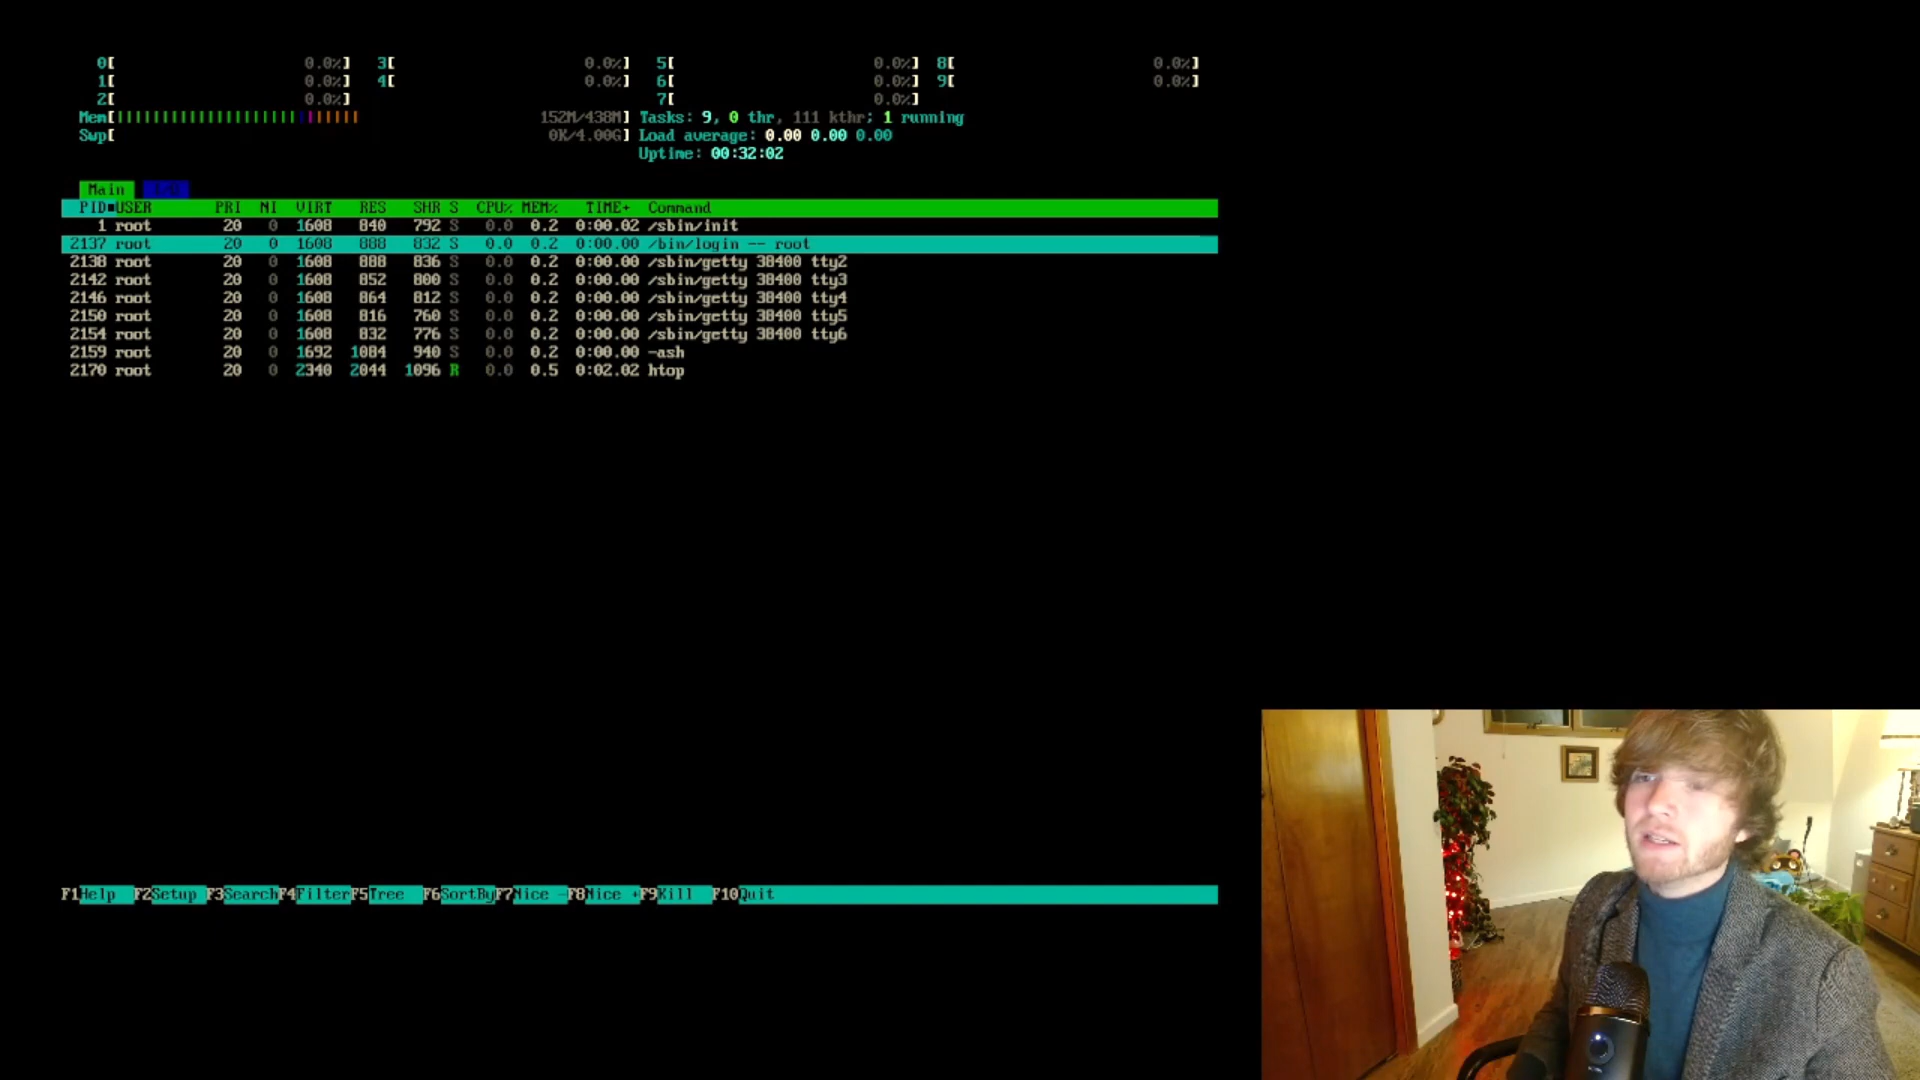 0[ 0.0%] 3[ 0.0%] 5[ 0.0%] 8[ 0.0%]
1[ 0.0%] 4[ 0.0%] 6[ 0.0%] 9[ 0.0%]
2[ 0.0%] 7[ 0.0%]
Mem[|||||||||||||||||||||||||||| 152M/438M] Tasks: 9, 0 thr, 111 kthr; 1 running
Swp[ 0K/4.00G] Load average: 0.00 0.00 0.00
Uptime: 00:32:02
Main I/O
PID USER PRI NI VIRT RES SHR S CPU% MEM% TIME+ Command
1 root 20 0 1608 840 792 S 0.0 0.2 0:00.02 /sbin/init
2137 root 20 0 1608 888 832 S 0.0 0.2 0:00.00 /bin/login -- root
2138 root 20 0 1608 888 836 S 0.0 0.2 0:00.00 /sbin/getty 38400 tty2
2142 root 20 0 1608 852 800 S 0.0 0.2 0:00.00 /sbin/getty 38400 tty3
2146 root 20 0 1608 864 812 S 0.0 0.2 0:00.00 /sbin/getty 38400 tty4
2150 root 20 0 1608 816 760 S 0.0 0.2 0:00.00 /sbin/getty 38400 tty5
2154 root 20 0 1608 832 776 S 0.0 0.2 0:00.00 /sbin/getty 38400 tty6
2159 root 20 0 1692 1084 940 S 0.0 0.2 0:00.00 -ash
2170 root 20 0 2340 2044 1096 R 0.0 0.5 0:02.02 htop
F1Help F2Setup F3SearchF4FilterF5Tree F6SortByF7Nice -F8Nice +F9Kill F10Quit